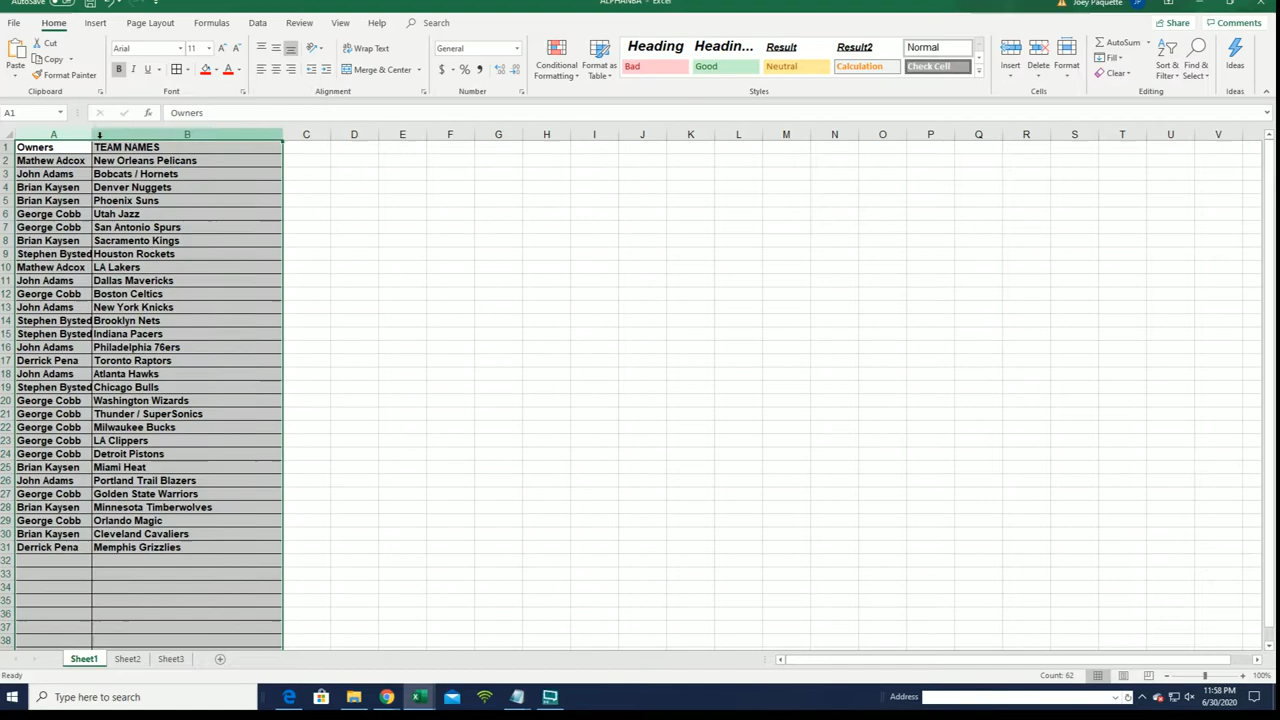 AutoSave Off ALPHANBA - Excel Joey Paquette JP
File Home Insert Page Layout Formulas Data Review View Help Search Share Comments
Paste Cut Copy Format Painter Clipboard
Arial 11 B I U A Font
Wrap Text Merge & Center Alignment
General $ % 9 Number
Conditional Formatting Format as Table
Heading Headin... Result Result2 Normal
Bad Good Neutral Calculation Check Cell
Styles
Insert Delete Format Cells
AutoSum Fill Clear Sort & Filter Find & Select Editing
Ideas Ideas
A1 fx Owners
A B C D E F G H I J K L M N O P Q R S T U V
1 Owners TEAM NAMES
2 Mathew Adcox New Orleans Pelicans
3 John Adams Bobcats / Hornets
4 Brian Kaysen Denver Nuggets
5 Brian Kaysen Phoenix Suns
6 George Cobb Utah Jazz
7 George Cobb San Antonio Spurs
8 Brian Kaysen Sacramento Kings
9 Stephen Bysted Houston Rockets
10 Mathew Adcox LA Lakers
11 John Adams Dallas Mavericks
12 George Cobb Boston Celtics
13 John Adams New York Knicks
14 Stephen Bysted Brooklyn Nets
15 Stephen Bysted Indiana Pacers
16 John Adams Philadelphia 76ers
17 Derrick Pena Toronto Raptors
18 John Adams Atlanta Hawks
19 Stephen Bysted Chicago Bulls
20 George Cobb Washington Wizards
21 George Cobb Thunder / SuperSonics
22 George Cobb Milwaukee Bucks
23 George Cobb LA Clippers
24 George Cobb Detroit Pistons
25 Brian Kaysen Miami Heat
26 John Adams Portland Trail Blazers
27 George Cobb Golden State Warriors
28 Brian Kaysen Minnesota Timberwolves
29 George Cobb Orlando Magic
30 Brian Kaysen Cleveland Cavaliers
31 Derrick Pena Memphis Grizzlies
32
33
34
35
36
37
38
Sheet1 Sheet2 Sheet3
Ready Count: 62 100%
Type here to search Address 11:58 PM
6/30/2020